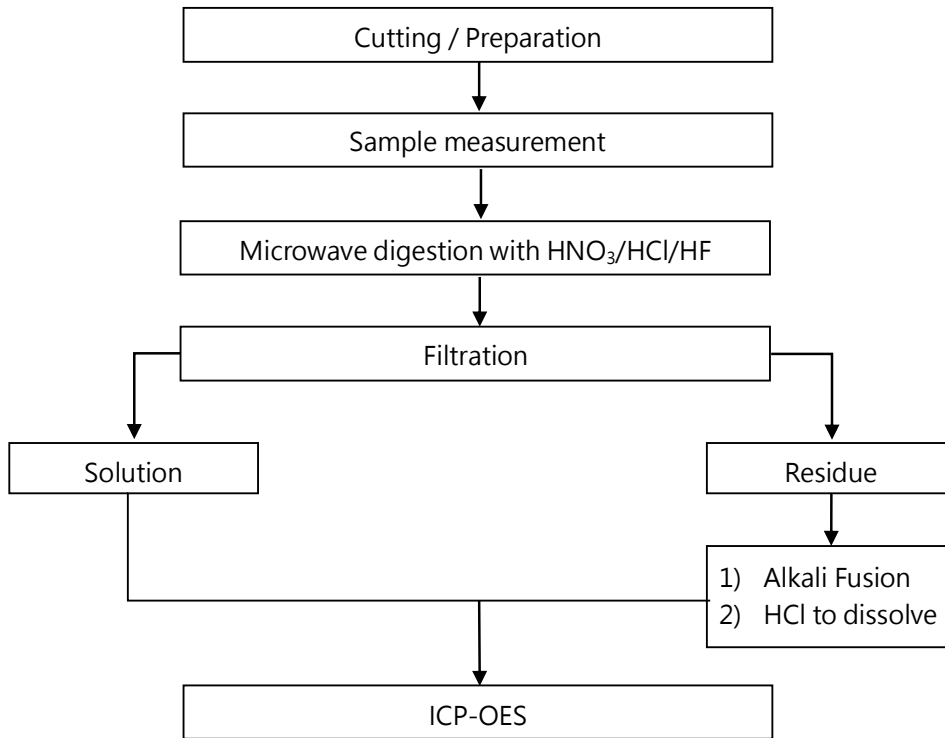 Cutting / Preparation
Sample measurement
Microwave digestion with HNO₃/HCl/HF
Filtration
Solution
Residue
1) Alkali Fusion
2) HCl to dissolve
ICP-OES